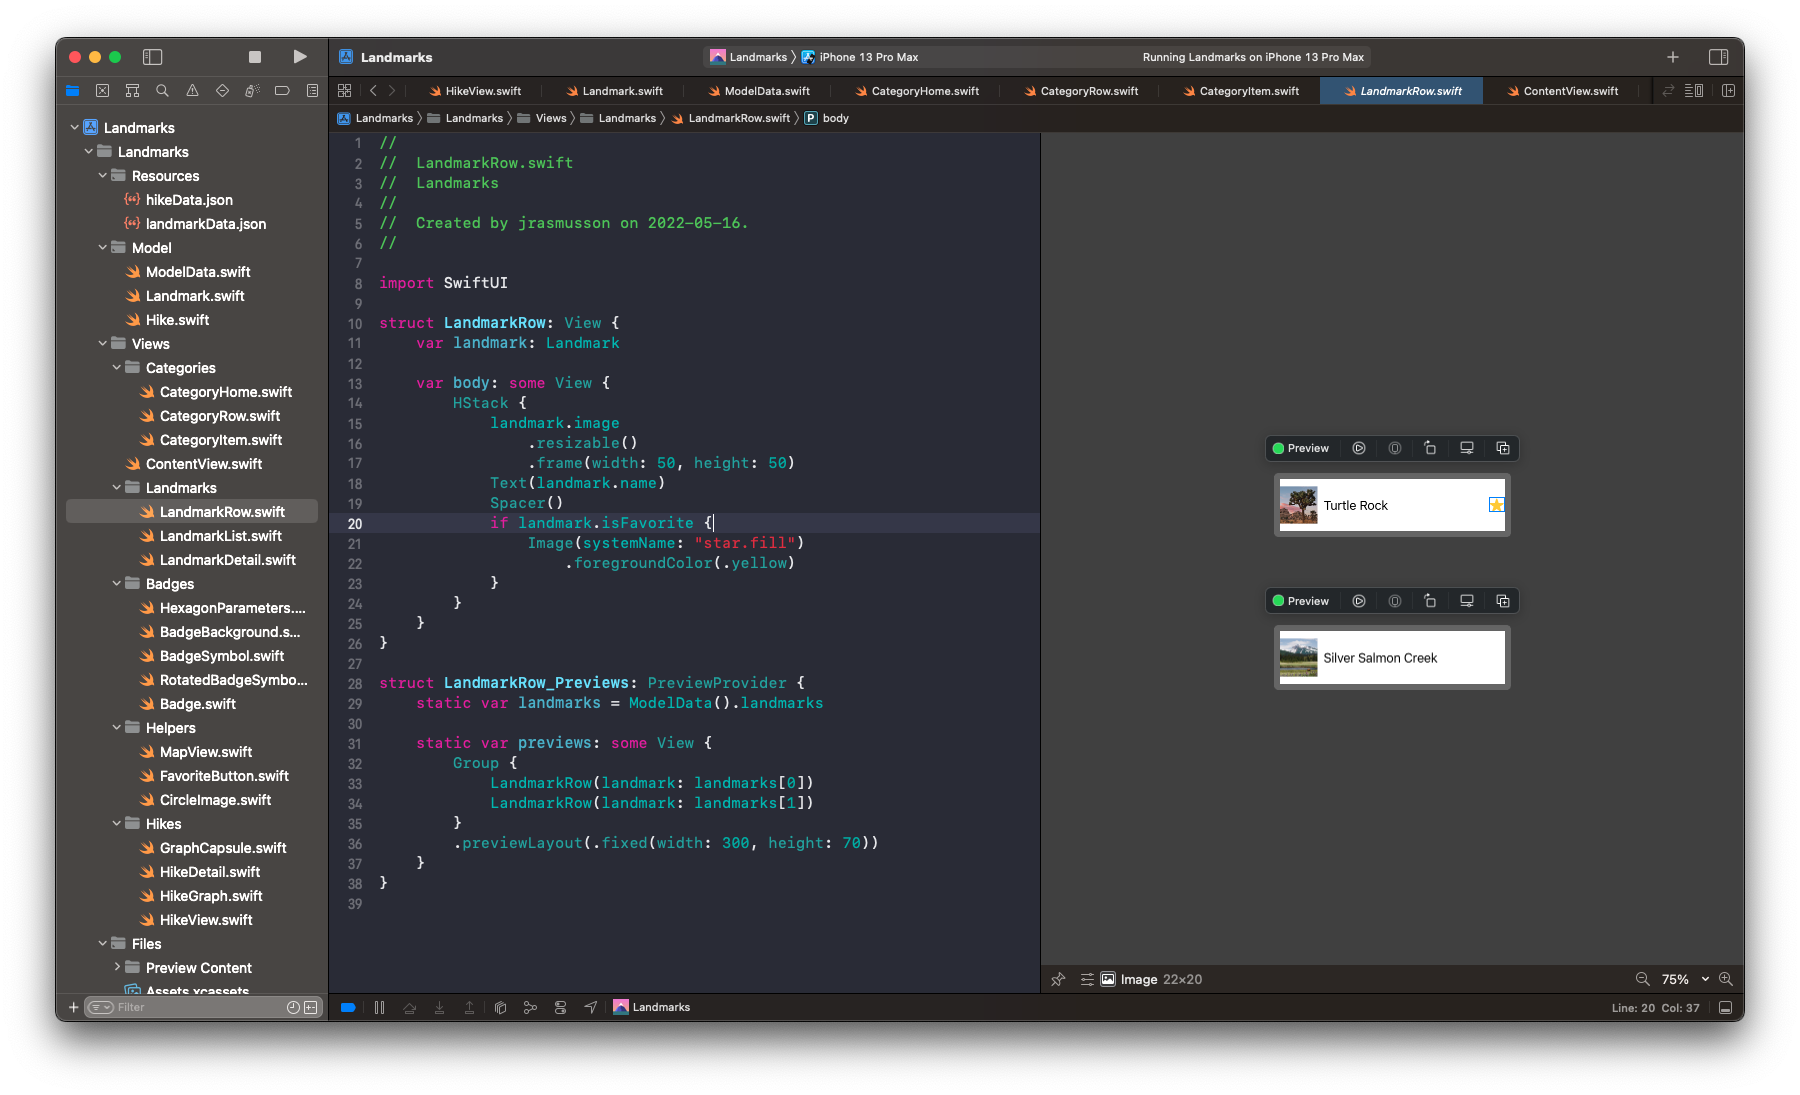 Landmarks
Landmarks
iPhone 13 Pro Max
Running Landmarks on iPhone 13 Pro Max
HikeView.swift
Landmark.swift
ModelData.swift
CategoryHome.swift
CategoryRow.swift
CategoryItem.swift
LandmarkRow.swift
ContentView.swift
Landmarks
Landmarks
Views
Landmarks
LandmarkRow.swift
P body
Landmarks
Landmarks
Resources
hikeData.json
landmarkData.json
Model
ModelData.swift
Landmark.swift
Hike.swift
Views
Categories
CategoryHome.swift
CategoryRow.swift
CategoryItem.swift
ContentView.swift
Landmarks
LandmarkRow.swift
LandmarkList.swift
LandmarkDetail.swift
Badges
HexagonParameters....
BadgeBackground.s...
BadgeSymbol.swift
RotatedBadgeSymbo...
Badge.swift
Helpers
MapView.swift
FavoriteButton.swift
CircleImage.swift
Hikes
GraphCapsule.swift
HikeDetail.swift
HikeGraph.swift
HikeView.swift
Files
Preview Content
Assets.xcassets
Filter
1 //
2 //  LandmarkRow.swift
3 //  Landmarks
4 //
5 //  Created by jrasmusson on 2022-05-16.
6 //
7
8 import SwiftUI
9
10 struct LandmarkRow: View {
11     var landmark: Landmark
12
13     var body: some View {
14         HStack {
15             landmark.image
16                 .resizable()
17                 .frame(width: 50, height: 50)
18             Text(landmark.name)
19             Spacer()
20             if landmark.isFavorite {
21                 Image(systemName: "star.fill")
22                     .foregroundColor(.yellow)
23             }
24         }
25     }
26 }
27
28 struct LandmarkRow_Previews: PreviewProvider {
29     static var landmarks = ModelData().landmarks
30
31     static var previews: some View {
32         Group {
33             LandmarkRow(landmark: landmarks[0])
34             LandmarkRow(landmark: landmarks[1])
35         }
36         .previewLayout(.fixed(width: 300, height: 70))
37     }
38 }
39
Preview
Turtle Rock
Preview
Silver Salmon Creek
Image 22×20
75%
Landmarks
Line: 20 Col: 37